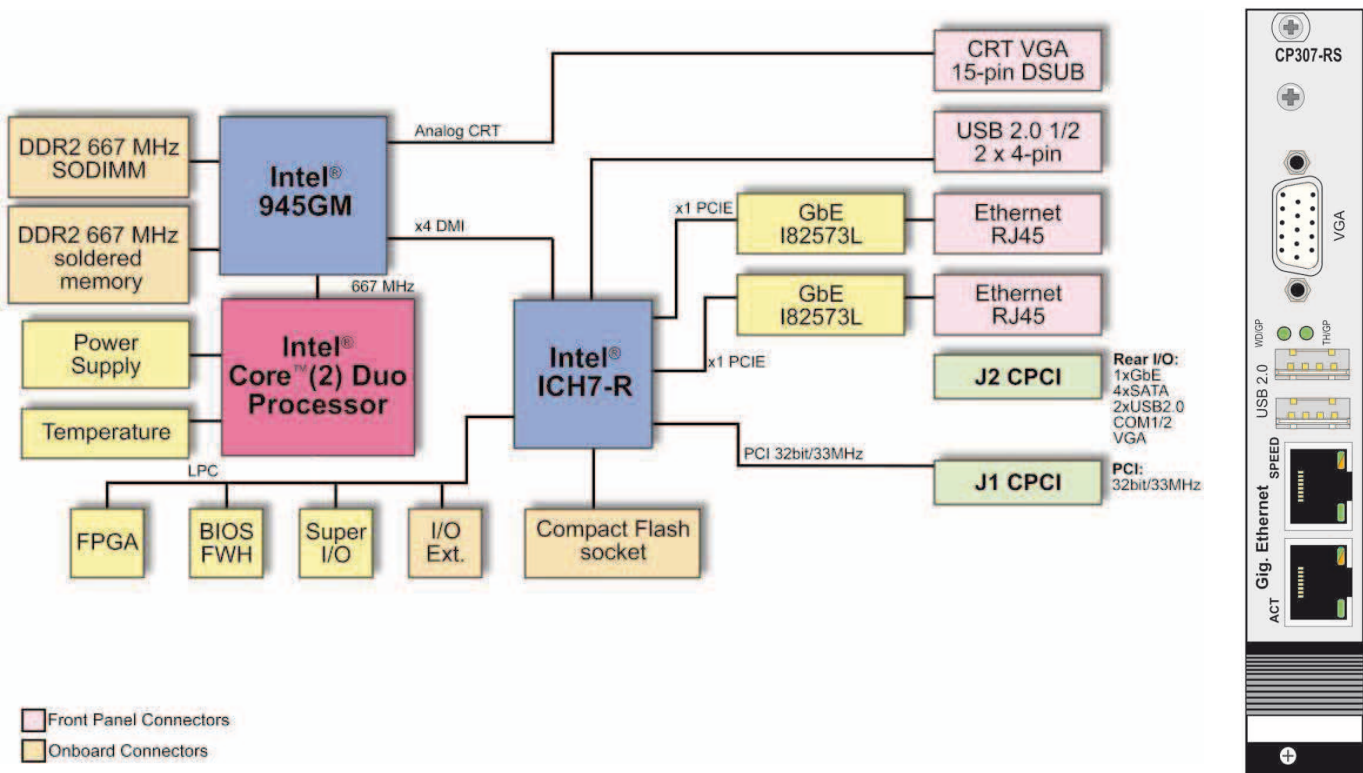 CRT VGA
15-pin DSUB
USB 2.0 1/2
2 x 4-pin
DDR2 667 MHz
SODIMM
Intel®
945GM
Analog CRT
DDR2 667 MHz
soldered
memory
x4 DMI
x1 PCIE
GbE
I82573L
Ethernet
RJ45
667 MHz
GbE
I82573L
Ethernet
RJ45
Power
Supply
Intel®
Core™(2) Duo
Processor
Intel®
ICH7-R
x1 PCIE
J2 CPCI
Rear I/O:
1xGbE
4xSATA
2xUSB2.0
COM1/2
VGA
Temperature
LPC
PCI 32bit/33MHz
J1 CPCI
PCI:
32bit/33MHz
FPGA
BIOS
FWH
Super
I/O
I/O
Ext.
Compact Flash
socket
Front Panel Connectors
Onboard Connectors
CP307-RS
VGA
WD/GP
TH/GP
USB 2.0
SPEED
Gig. Ethernet
ACT